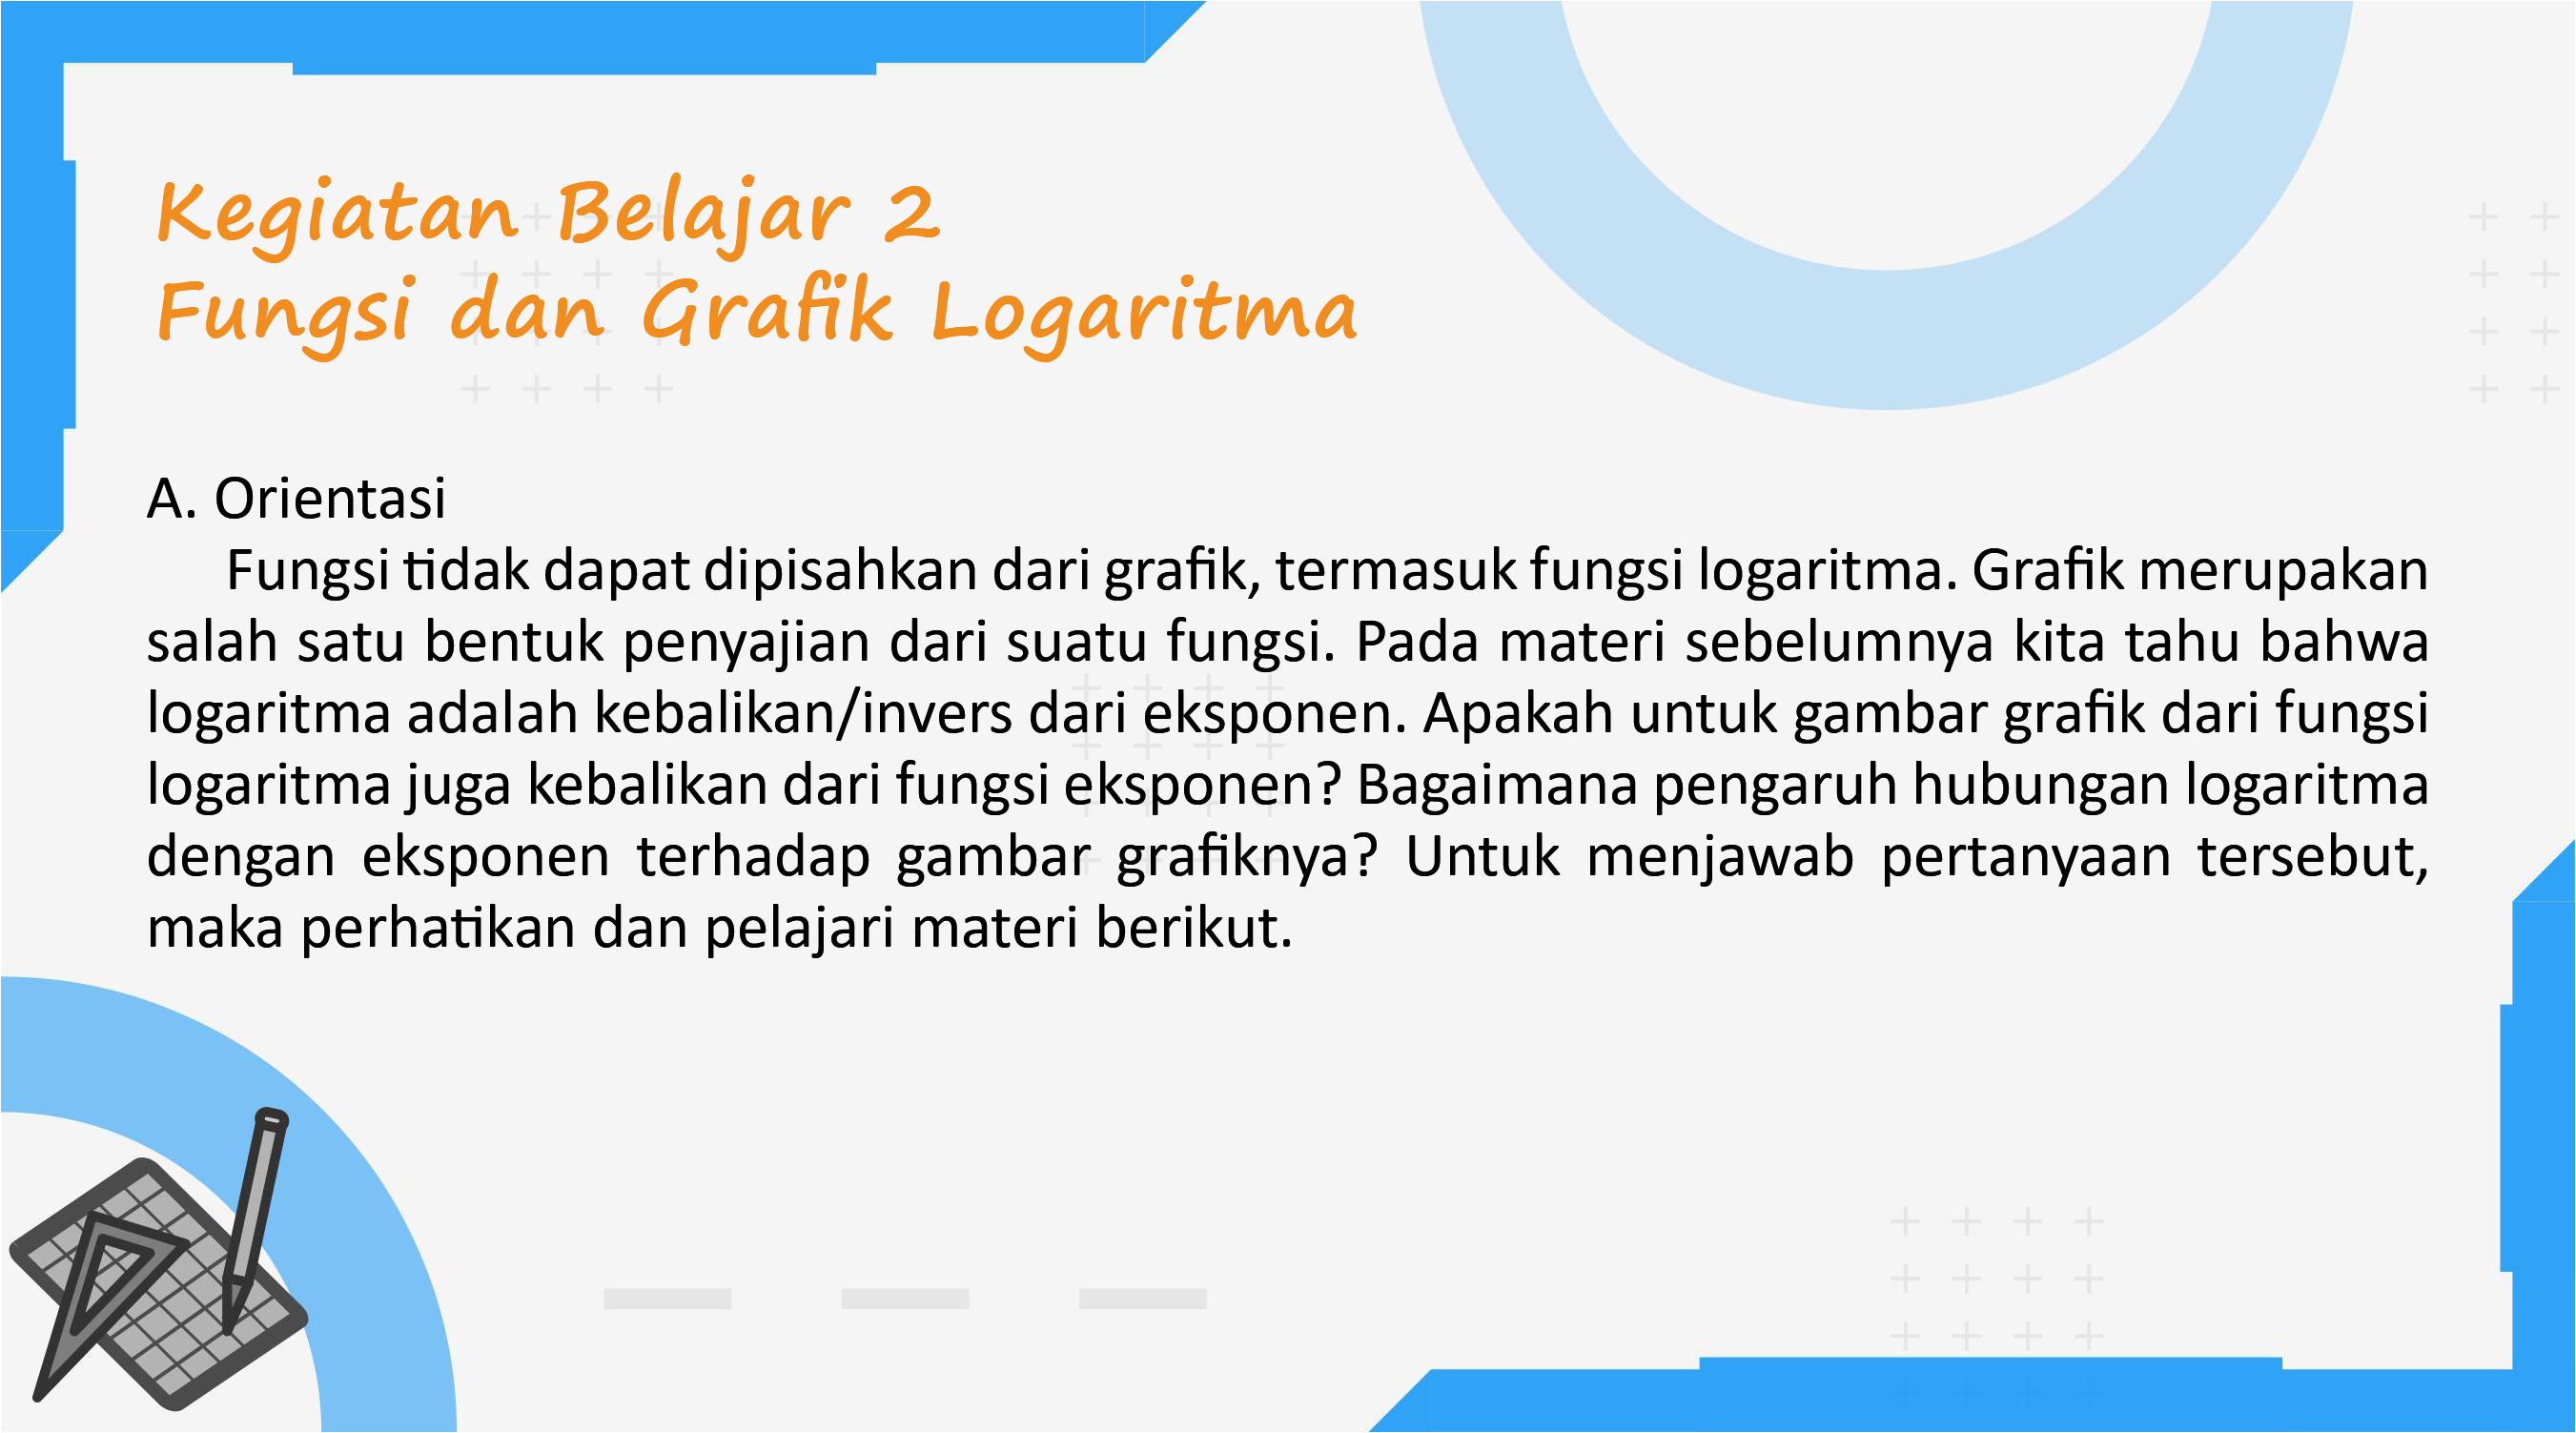 Kegiatan Belajar 2
Fungsi dan Grafik Logaritma
A. Orientasi
Fungsi tidak dapat dipisahkan dari grafik, termasuk fungsi logaritma. Grafik merupakan
salah satu bentuk penyajian dari suatu fungsi. Pada materi sebelumnya kita tahu bahwa
logaritma adalah kebalikan/invers dari eksponen. Apakah untuk gambar grafik dari fungsi
logaritma juga kebalikan dari fungsi eksponen? Bagaimana pengaruh hubungan logaritma
dengan eksponen terhadap gambar grafiknya? Untuk menjawab pertanyaan tersebut,
maka perhatikan dan pelajari materi berikut.